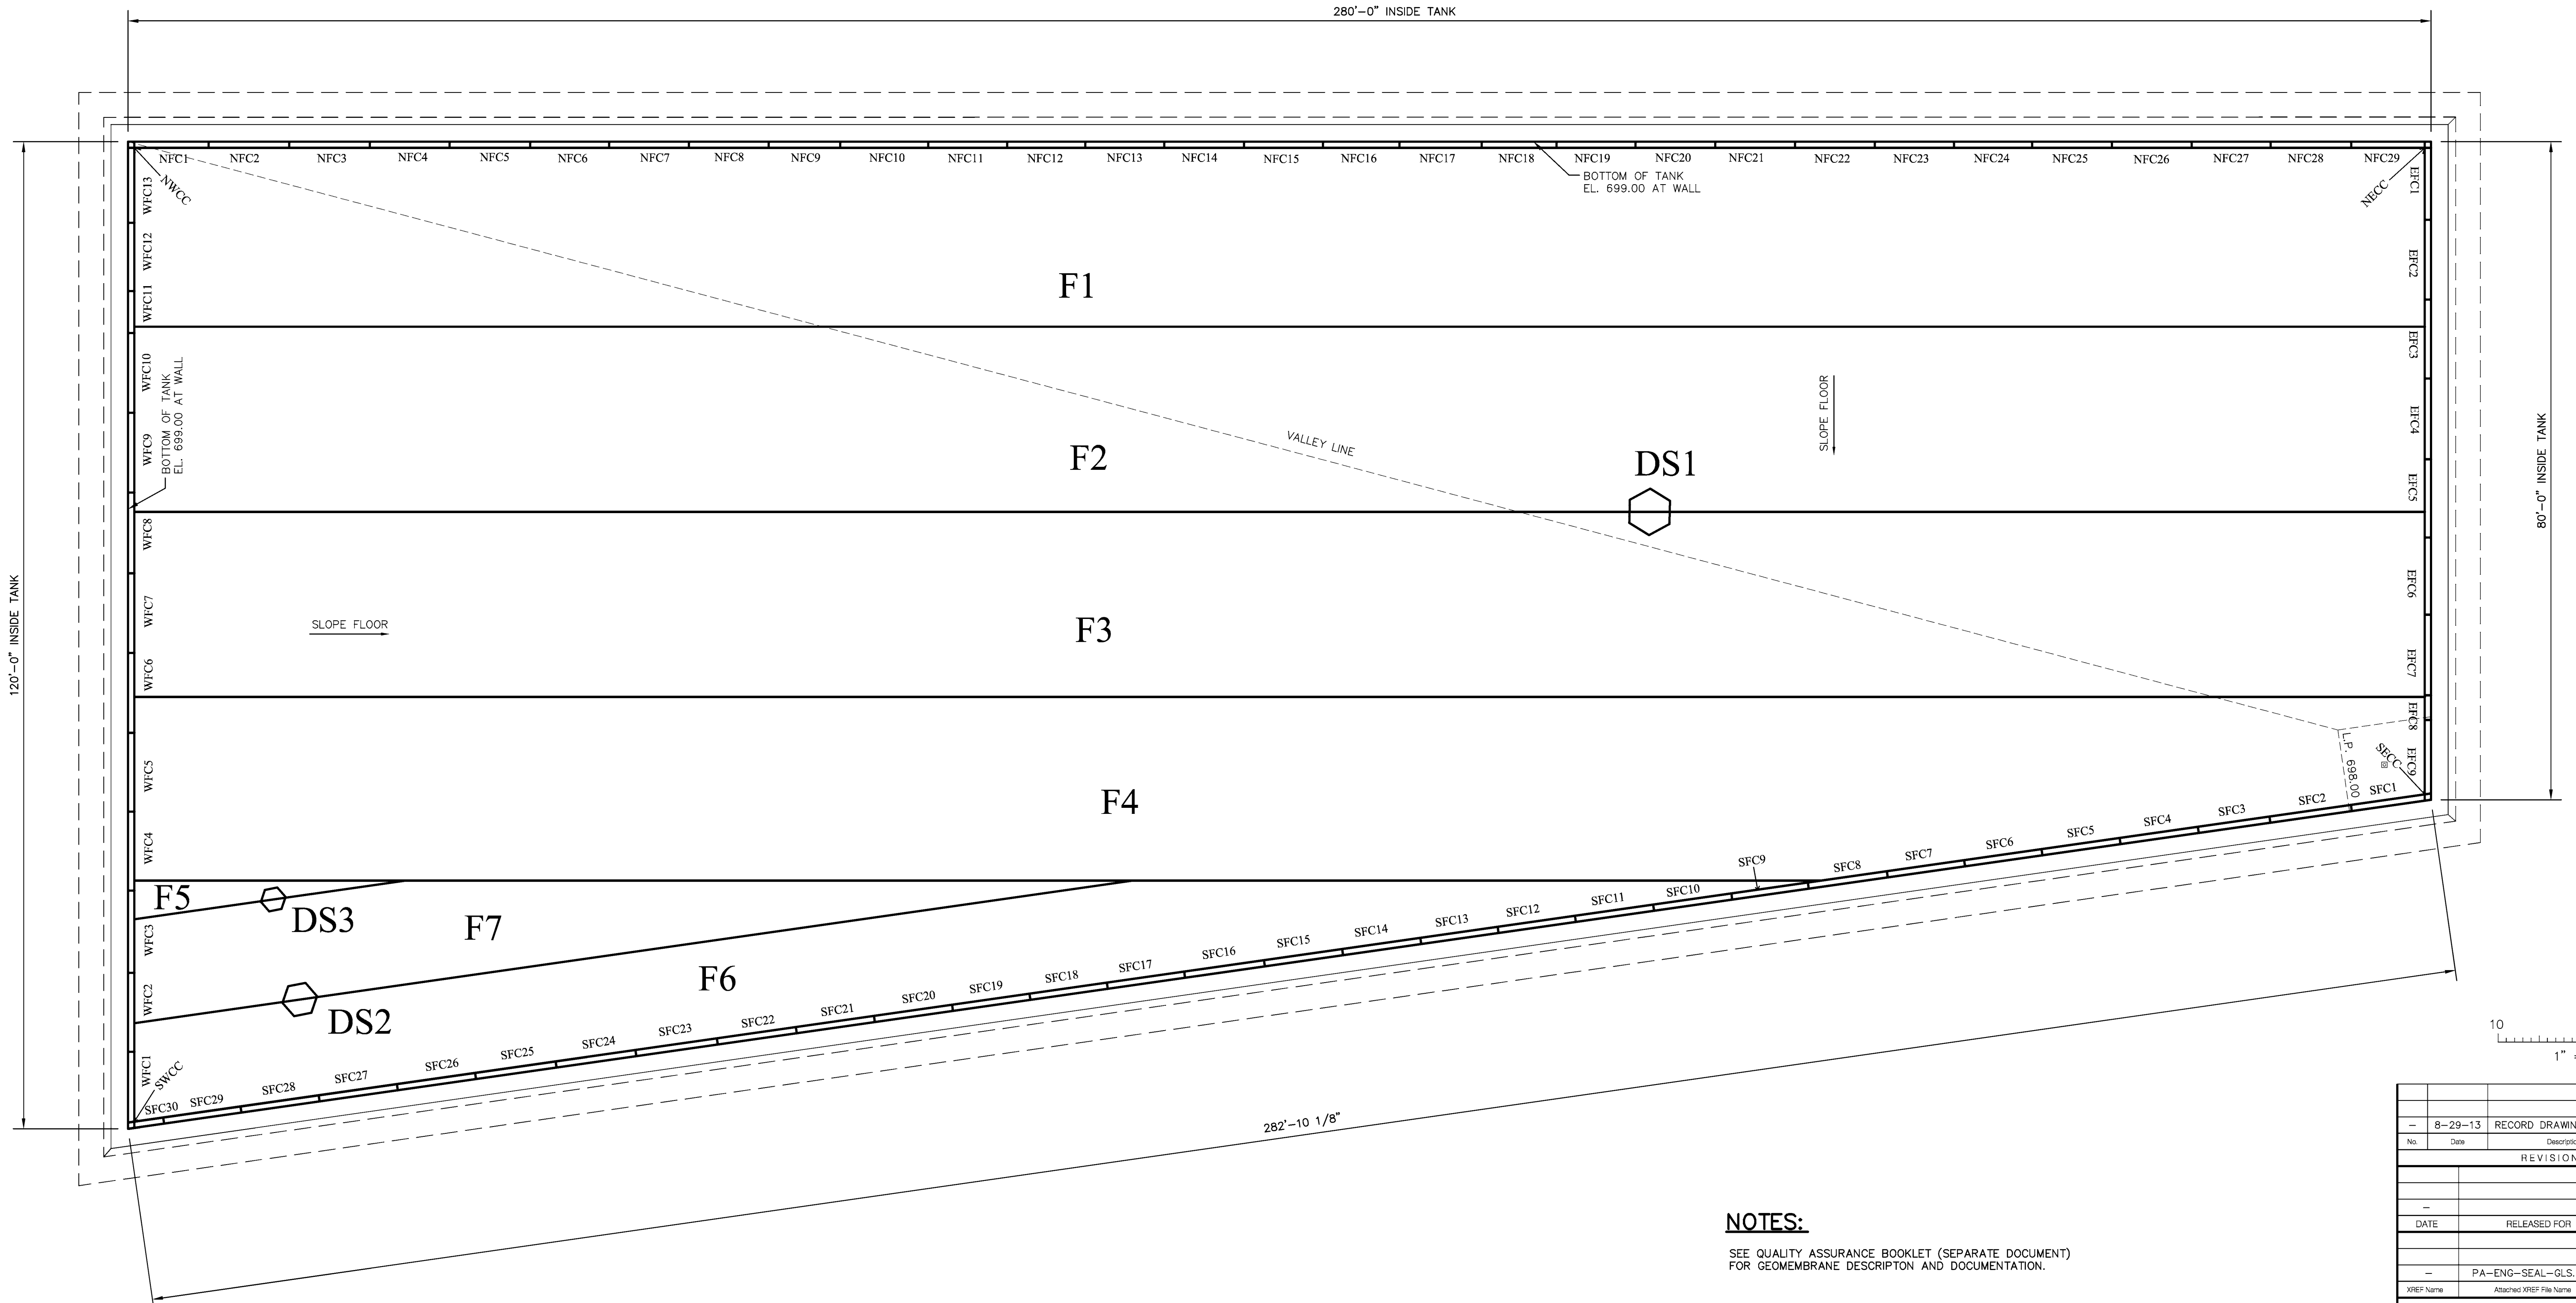 280'-0" INSIDE TANK
NFC1 NFC2 NFC3 NFC4 NFC5 NFC6 NFC7 NFC8 NFC9 NFC10 NFC11 NFC12 NFC13 NFC14 NFC15 NFC16 NFC17 NFC18 NFC19 NFC20 NFC21 NFC22 NFC23 NFC24 NFC25 NFC26 NFC27 NFC28 NFC29
NWCC
NECC
BOTTOM OF TANK
EL. 699.00 AT WALL
WFC13
WFC12
WFC11
WFC10
WFC9
WFC8
WFC7
WFC6
WFC5
WFC4
WFC3
WFC2
WFC1
BOTTOM OF TANK
EL. 699.00 AT WALL
120'-0" INSIDE TANK
F1
F2
VALLEY LINE
DS1
SLOPE FLOOR
F3
SLOPE FLOOR
F4
F5
DS3
F7
F6
DS2
EFC1
EFC2
EFC3
EFC4
EFC5
EFC6
EFC7
EFC8
EFC9
80'-0" INSIDE TANK
L.P. 698.00
SECC
SFC1
SFC2
SFC3
SFC4
SFC5
SFC6
SFC7
SFC8
SFC9
SFC10
SFC11
SFC12
SFC13
SFC14
SFC15
SFC16
SFC17
SFC18
SFC19
SFC20
SFC21
SFC22
SFC23
SFC24
SFC25
SFC26
SFC27
SFC28
SFC29
SFC30
SWCC
282'-10 1/8"
10
1" =
NOTES:
SEE QUALITY ASSURANCE BOOKLET (SEPARATE DOCUMENT)
FOR GEOMEMBRANE DESCRIPTON AND DOCUMENTATION.
- 8-29-13 RECORD DRAWIN
No. Date Descriptio
REVISION
-
DATE RELEASED FOR
- PA-ENG-SEAL-GLS.
XREF Name Attached XREF File Name